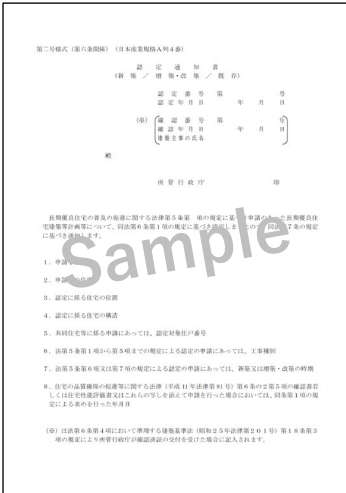 第二号様式（第六条関係）（日本産業規格A列4番）
認 定 通 知 書
（新 築 ／ 増築・改築 ／ 既存）
認 定 番 号 第 号
認定年月日 年 月 日
（※） 確 認 番 号 第 号
確認年月日 年 月 日
建築主事の氏名
殿
所 管 行 政 庁 印
長期優良住宅の普及の促進に関する法律第5条第 項の規定に基づき申請のあった長期優良住
宅建築等計画等について、同法第6条第1項の規定に基づき認定しましたので、同法第7条の規定
に基づき通知します。
Sample
1．申請
2．
3．認定に係る住宅の位置
4．認定に係る住宅の構造
5．共同住宅等に係る申請にあっては、認定対象住戸番号
6．法第5条第1項から第5項までの規定による認定の申請にあっては、工事種別
7．法第5条第6項又は第7項の規定による認定の申請にあっては、新築又は増築・改築の時期
8．住宅の品質確保の促進等に関する法律（平成11年法律第81号）第6条の2第5項の確認書若
しくは住宅性能評価書又はこれらの写しを添えて申請を行った場合においては、同条第1項の規
定による求めを行った年月日
（※）は法第6条第4項において準用する建築基準法（昭和25年法律第201号）第18条第3
項の規定により所管行政庁が確認済証の交付を受けた場合に記入されます。